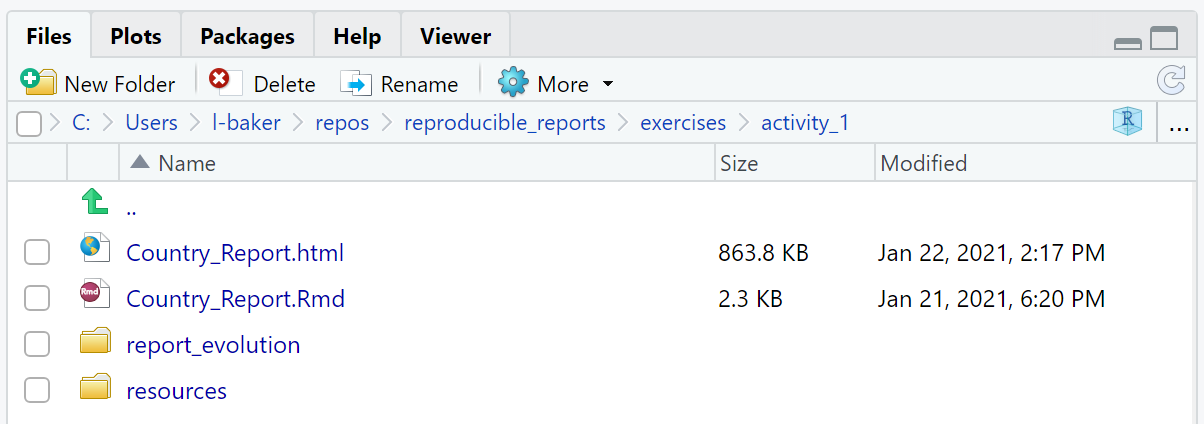 Files Plots Packages Help Viewer
New Folder Delete Rename More
C: Users l-baker repos reproducible_reports exercises activity_1 R ...
Name Size Modified
..
Country_Report.html 863.8 KB Jan 22, 2021, 2:17 PM
Rmd Country_Report.Rmd 2.3 KB Jan 21, 2021, 6:20 PM
report_evolution
resources